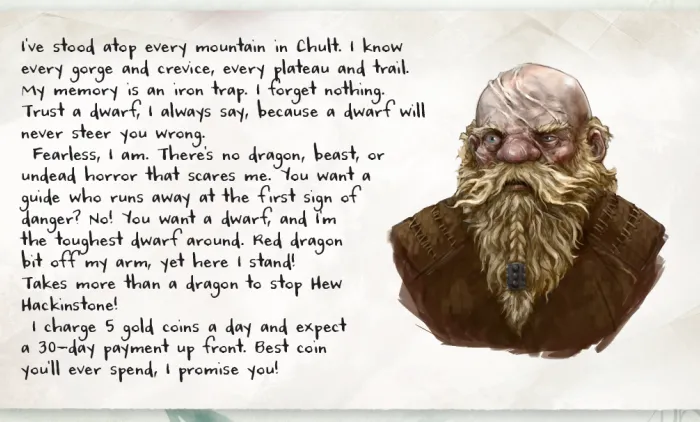 I've stood atop every mountain in Chult. I know
every gorge and crevice, every plateau and trail.
My memory is an iron trap. I forget nothing.
Trust a dwarf, I always say, because a dwarf will
never steer you wrong.
Fearless, I am. There's no dragon, beast, or
undead horror that scares me. You want a
guide who runs away at the first sign of
danger? No! You want a dwarf, and I'm
the toughest dwarf around. Red dragon
bit off my arm, yet here I stand!
Takes more than a dragon to stop Hew
Hackinstone!
I charge 5 gold coins a day and expect
a 30-day payment up front. Best coin
you'll ever spend, I promise you!